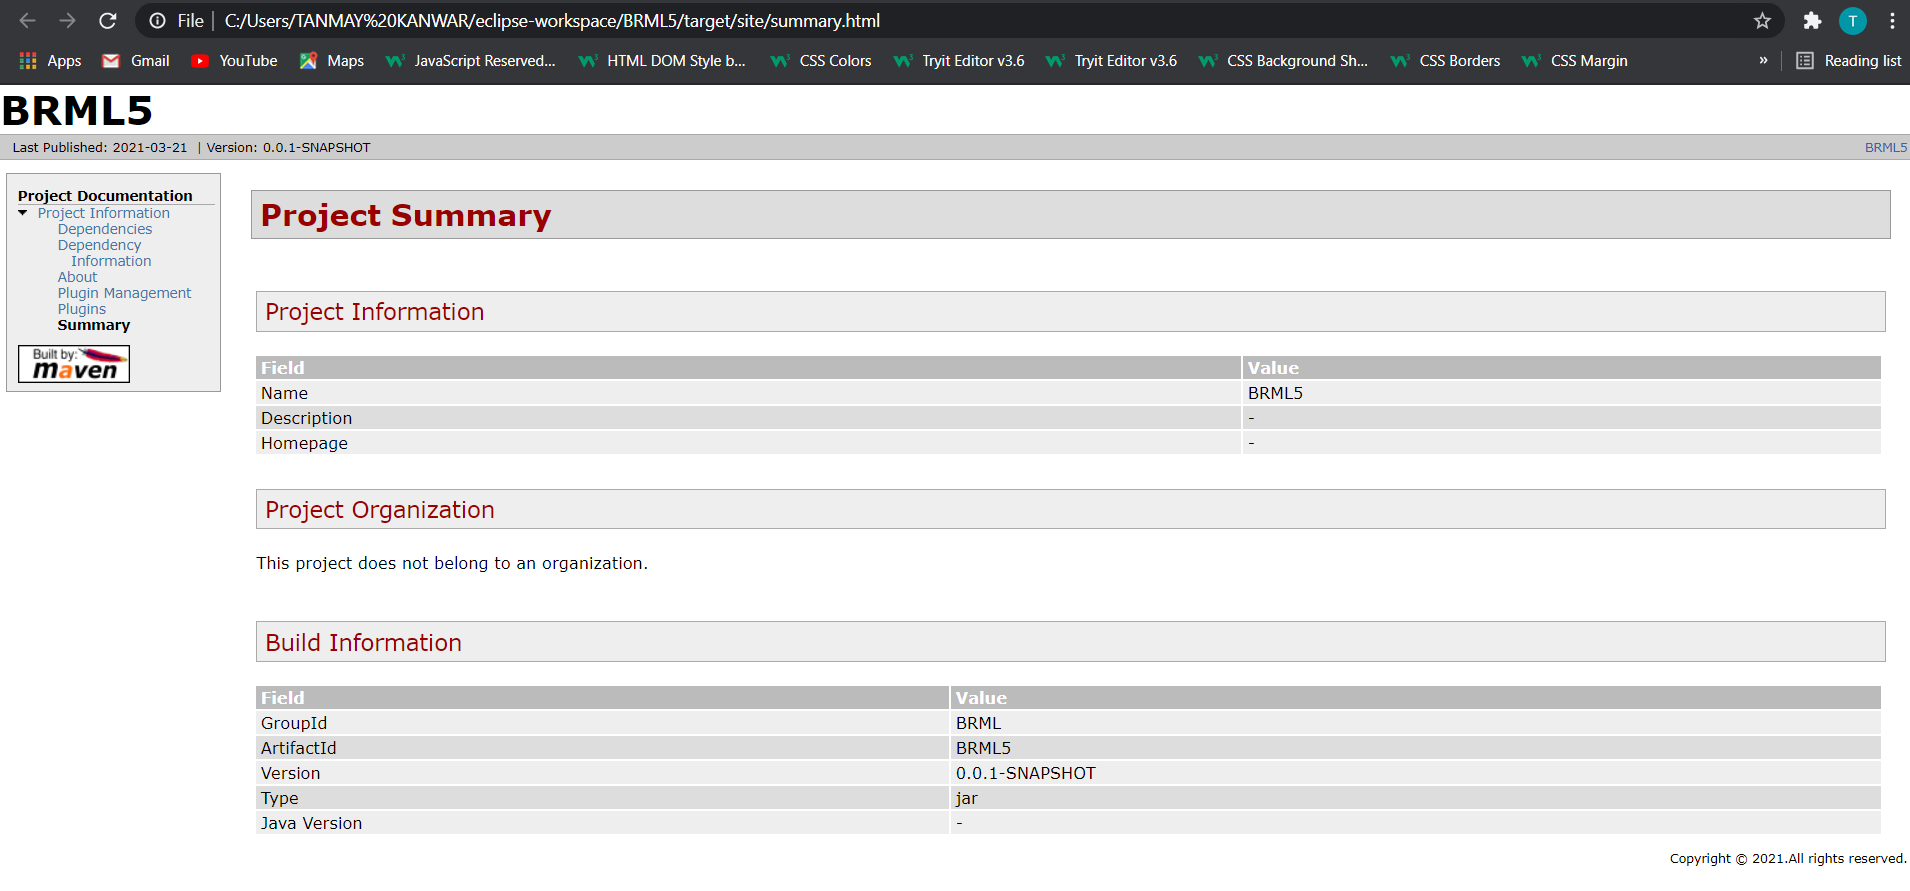 File | C:/Users/TANMAY%20KANWAR/eclipse-workspace/BRML5/target/site/summary.html
T
Apps Gmail YouTube Maps JavaScript Reserved... HTML DOM Style b... CSS Colors Tryit Editor v3.6 Tryit Editor v3.6 CSS Background Sh... CSS Borders CSS Margin » Reading list
BRML5
Last Published: 2021-03-21 | Version: 0.0.1-SNAPSHOT BRML5
Project Documentation
Project Information
Dependencies
Dependency
Information
About
Plugin Management
Plugins
Summary
Built by:
maven
Project Summary
Project Information
Field Value
Name BRML5
Description -
Homepage -
Project Organization
This project does not belong to an organization.
Build Information
Field Value
GroupId BRML
ArtifactId BRML5
Version 0.0.1-SNAPSHOT
Type jar
Java Version -
Copyright © 2021.All rights reserved.